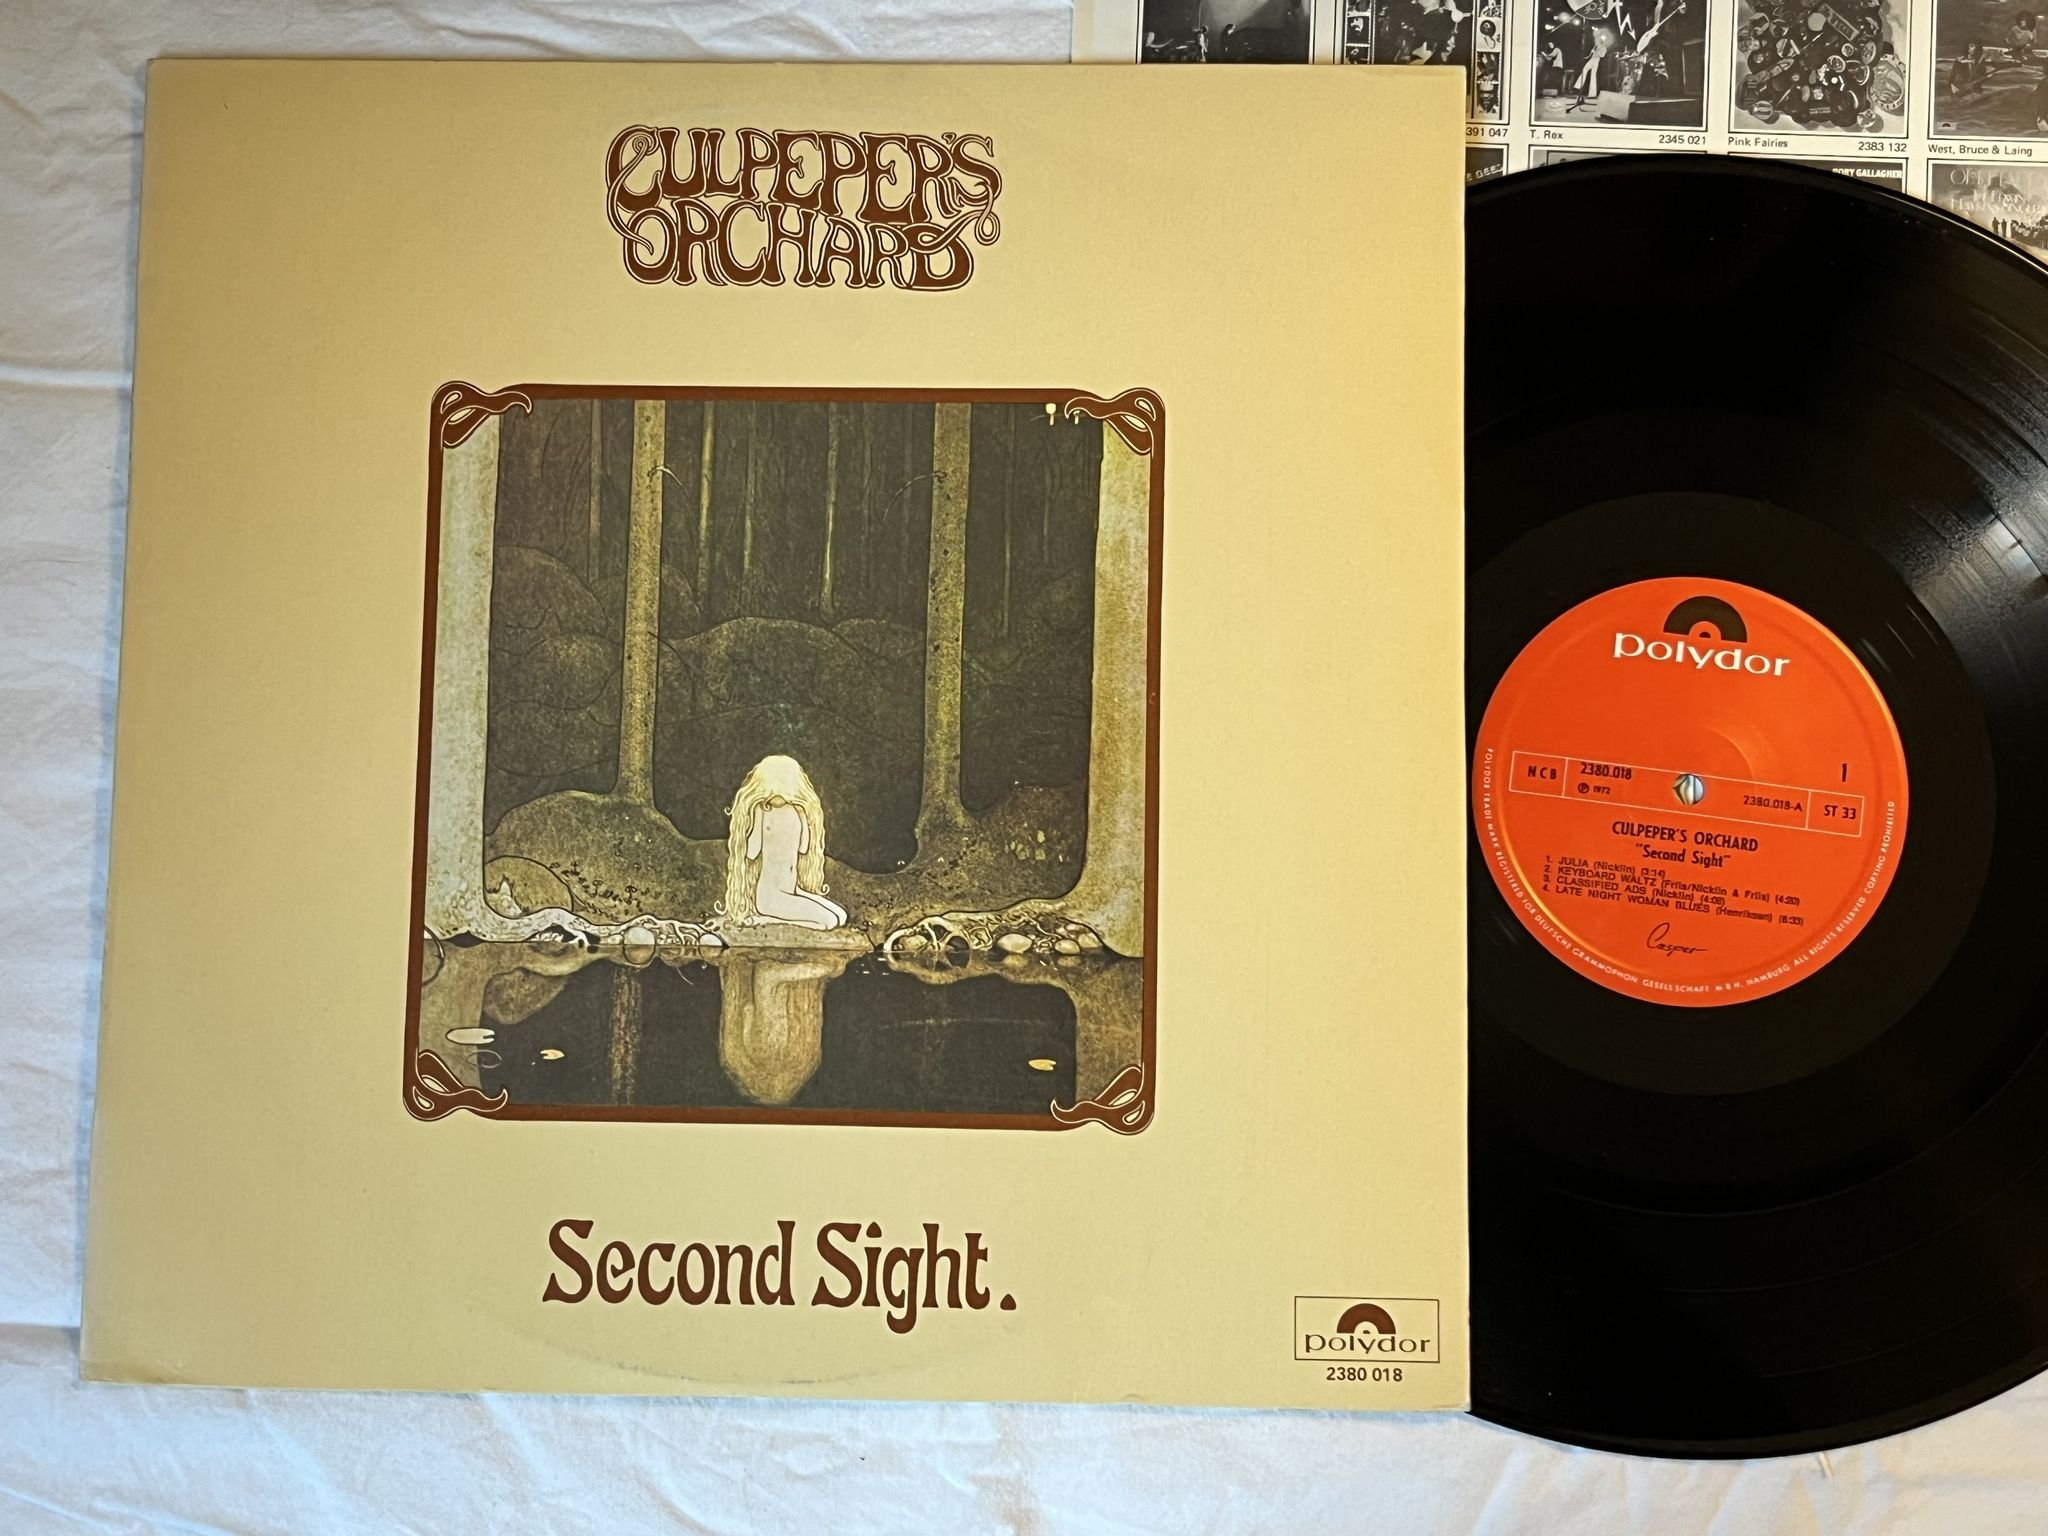 CULPEPER'S
ORCHARD
Second Sight.
polydor
2380 018
391 047
T. Rex 2345 021
Pink Fairies 2383 132
West, Bruce & Laing
RORY GALLAGHER
polydor
NCB
2380.018
℗ 1972
1
2380.018-A
ST 33
CULPEPER'S ORCHARD
"Second Sight"
1. JULIA (Nicklin) (3:14)
2. KEYBOARD WALTZ (Friis/Nicklin & Friis) (4:20)
3. CLASSIFIED ADS (Nicklin) (4:08)
4. LATE NIGHT WOMAN BLUES (Henriksen) (6:33)
Casper
POLYDOR TRADE MARK REGISTERED FOR DEUTSCHE GRAMMOPHON GESELLSCHAFT M B H. HAMBURG ALL RIGHTS RESERVED COPYING PROHIBITED